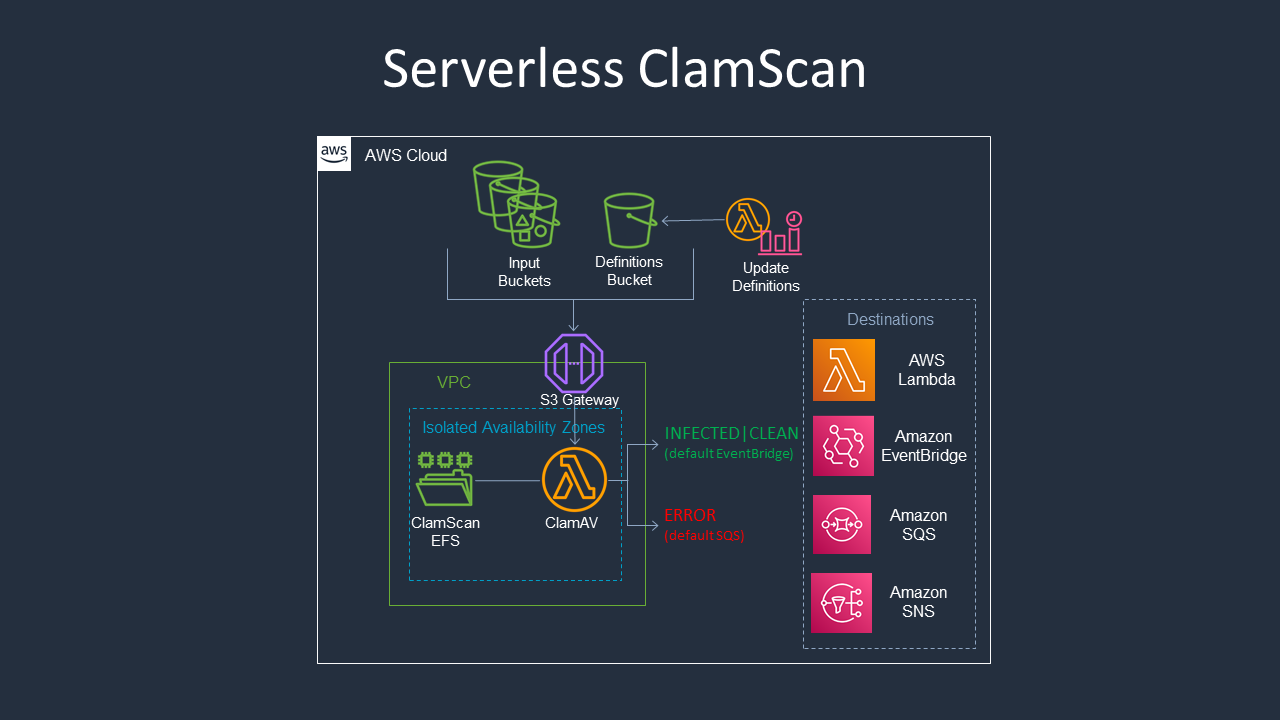 Serverless ClamScan
aws
AWS Cloud
Input
Buckets
Definitions
Bucket
Update
Definitions
Destinations
AWS
Lambda
VPC
S3 Gateway
Isolated Availability Zones
INFECTED|CLEAN
(default EventBridge)
Amazon
EventBridge
ClamScan
EFS
ClamAV
ERROR
(default SQS)
Amazon
SQS
Amazon
SNS